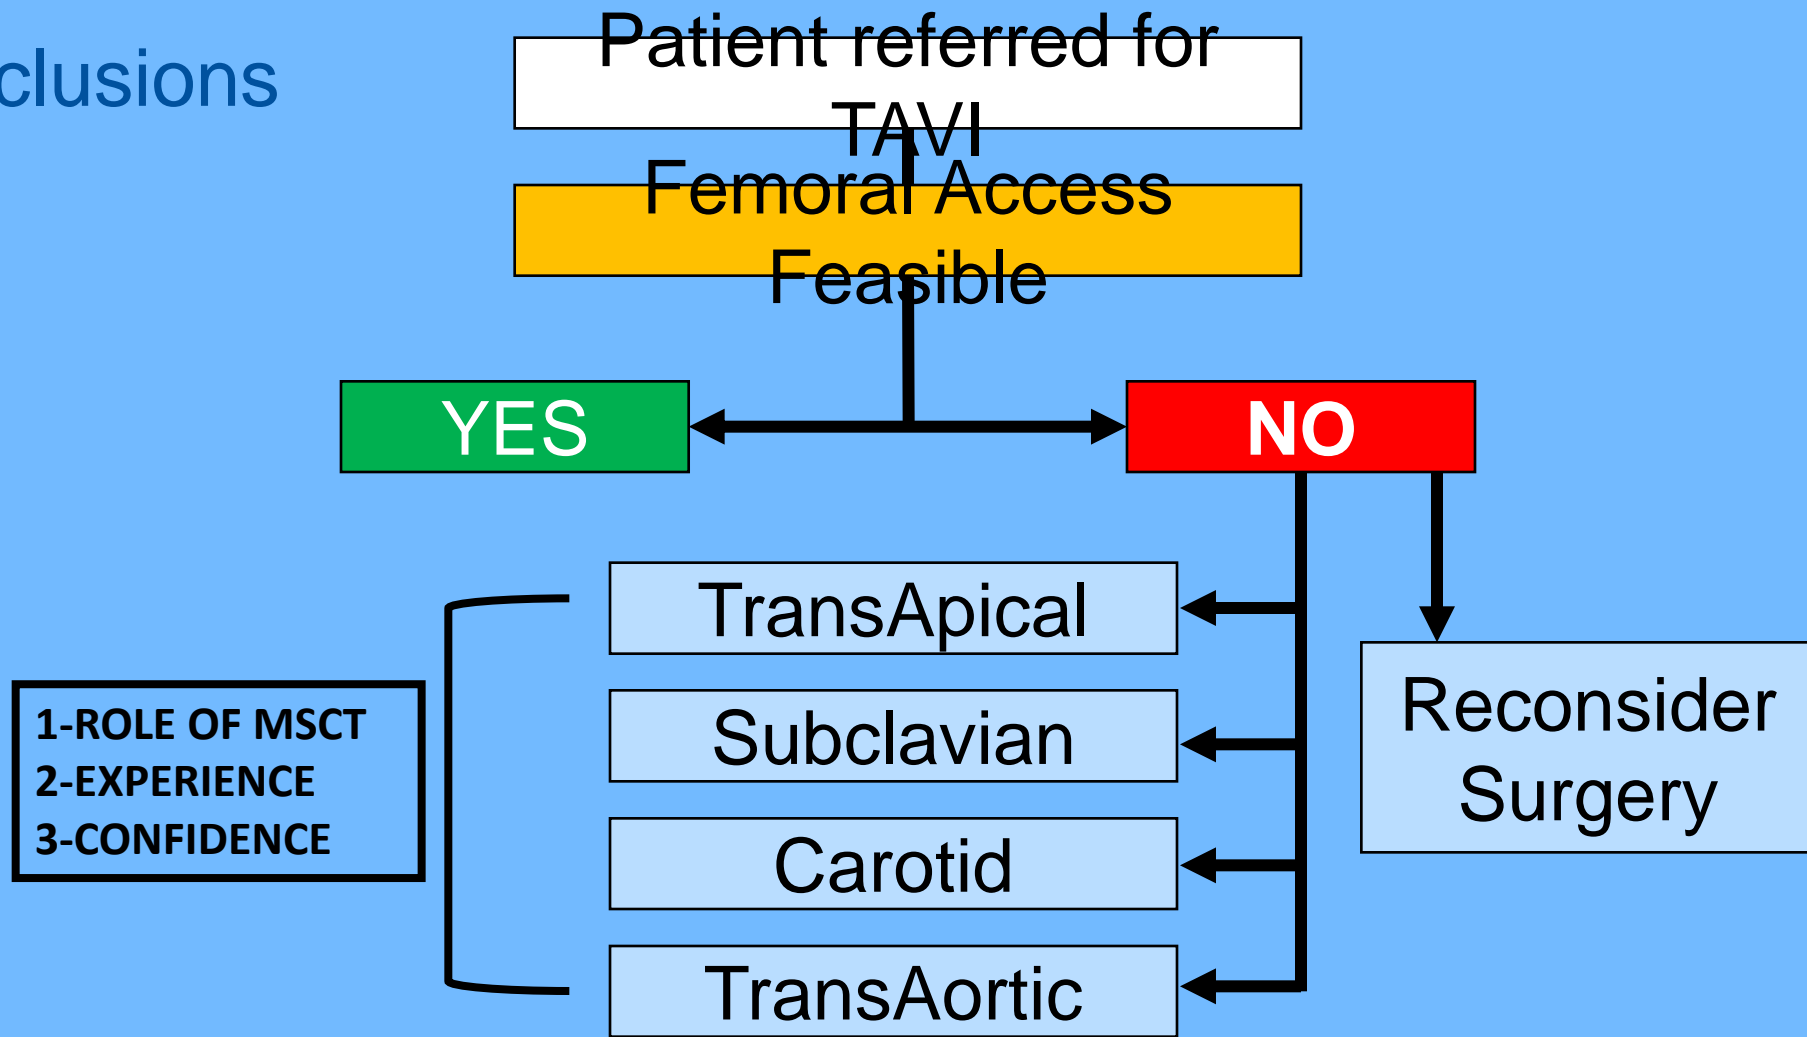 clusions
Patient referred for
TAVI
Femoral Access
Feasible
YES
NO
TransApical
Subclavian
Carotid
TransAortic
Reconsider
Surgery
1-ROLE OF MSCT
2-EXPERIENCE
3-CONFIDENCE